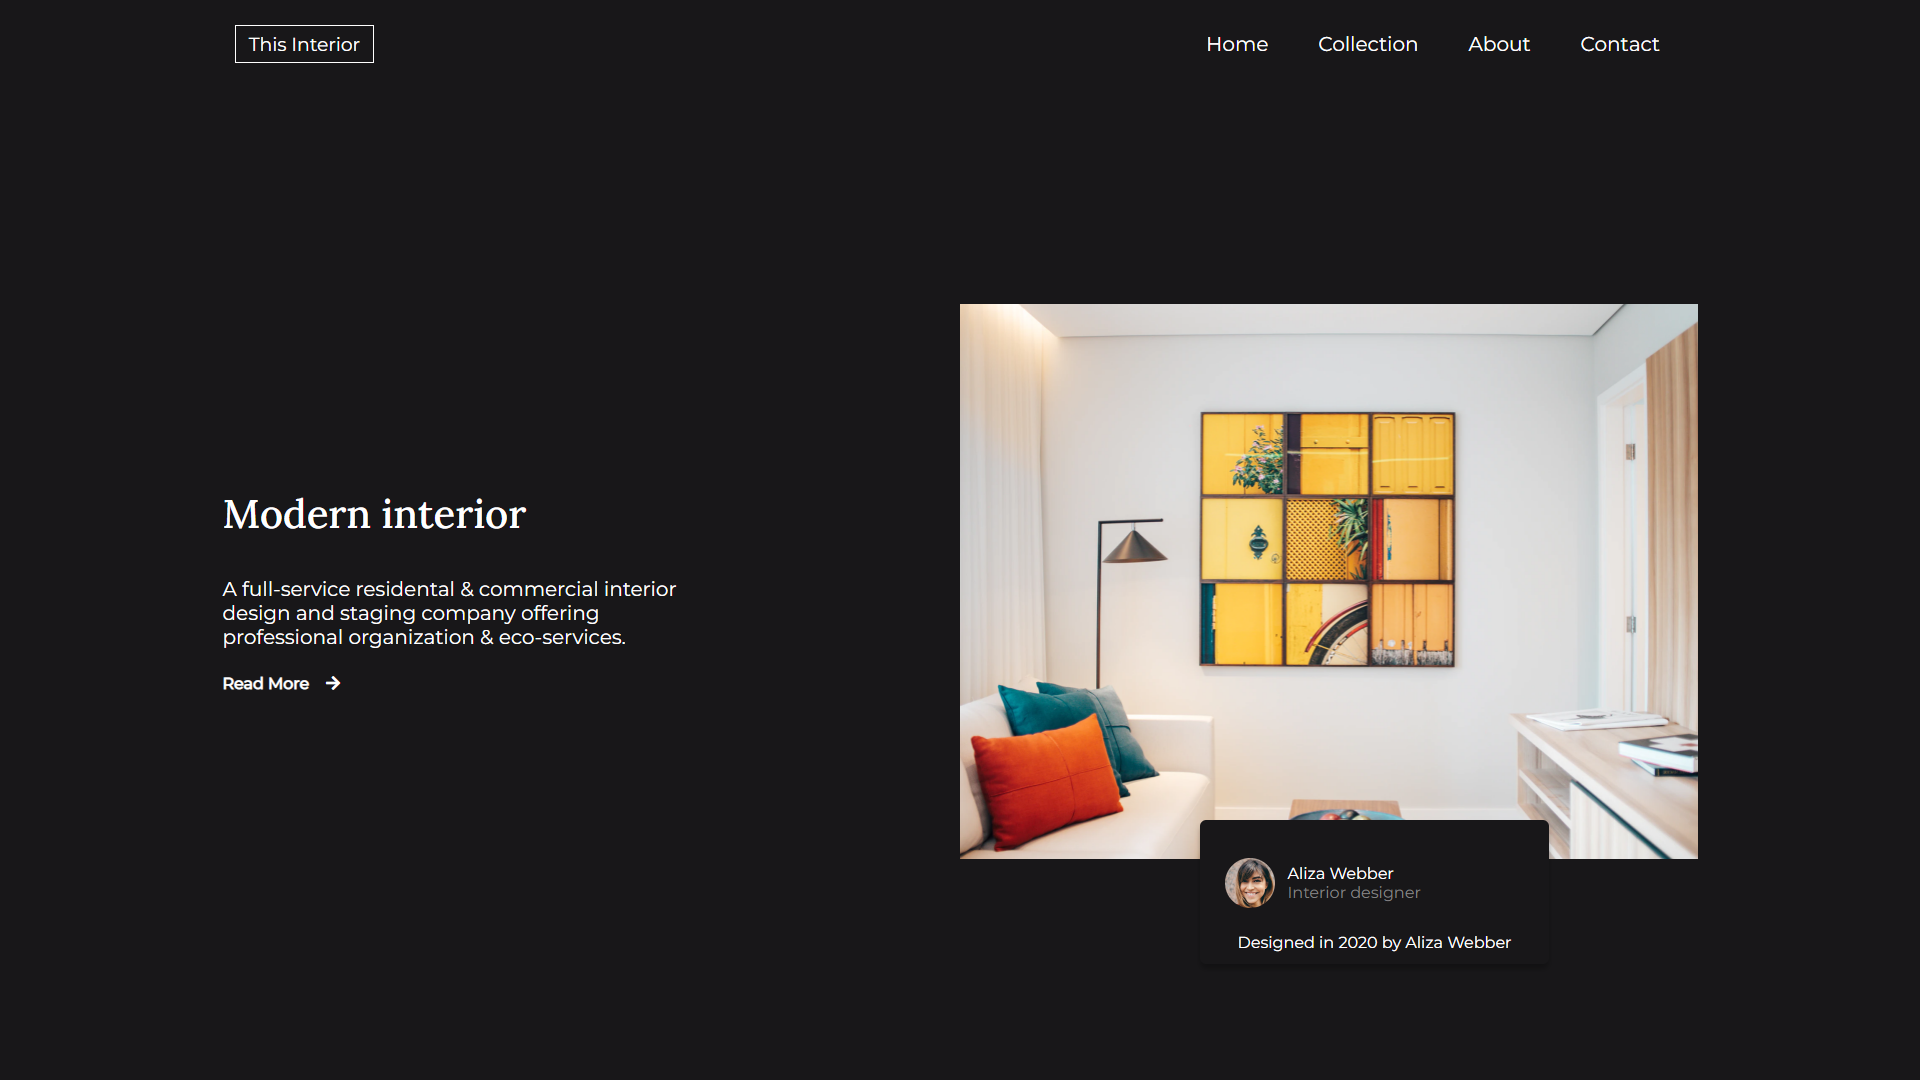 This Interior
Home
Collection
About
Contact
Modern interior
A full-service residental & commercial interior
design and staging company offering
professional organization & eco-services.
Read More
Aliza Webber
Interior designer
Designed in 2020 by Aliza Webber